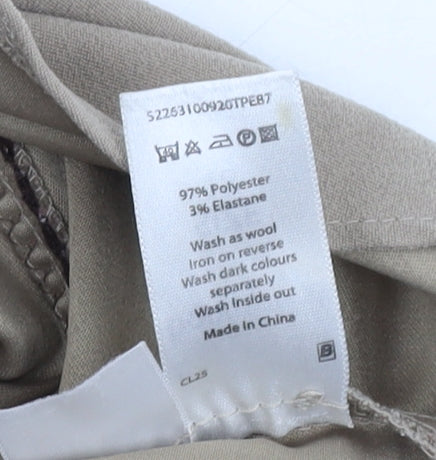 S2263100920TPEB7
97% Polyester
3% Elastane
Wash as wool
Iron on reverse
Wash dark colours
separately
Wash Inside out
Made in China
B
CL25